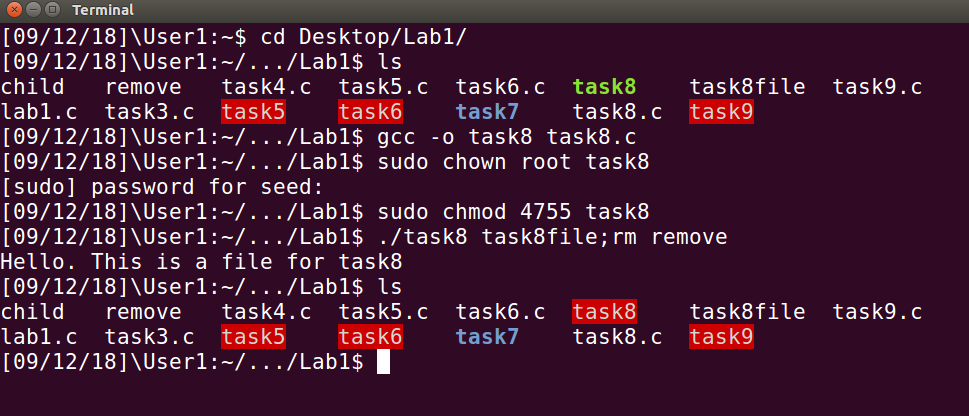 Terminal
[09/12/18]\User1:~$ cd Desktop/Lab1/
[09/12/18]\User1:~/.../Lab1$ ls
child   remove   task4.c  task5.c  task6.c  task8    task8file  task9.c
lab1.c  task3.c  task5    task6    task7    task8.c  task9
[09/12/18]\User1:~/.../Lab1$ gcc -o task8 task8.c
[09/12/18]\User1:~/.../Lab1$ sudo chown root task8
[sudo] password for seed:
[09/12/18]\User1:~/.../Lab1$ sudo chmod 4755 task8
[09/12/18]\User1:~/.../Lab1$ ./task8 task8file;rm remove
Hello. This is a file for task8
[09/12/18]\User1:~/.../Lab1$ ls
child   remove   task4.c  task5.c  task6.c  task8    task8file  task9.c
lab1.c  task3.c  task5    task6    task7    task8.c  task9
[09/12/18]\User1:~/.../Lab1$